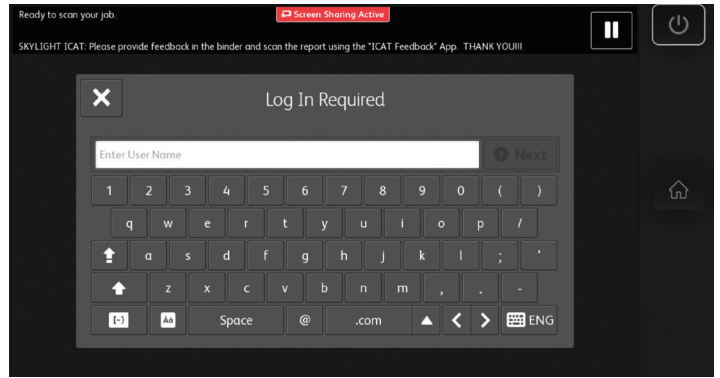 Ready to scan your job.
Screen Sharing Active
SKYLIGHT ICAT: Please provide feedback in the binder and scan the report using the "ICAT Feedback" App. THANK YOU!!!
Log In Required
Enter User Name
Next
1 2 3 4 5 6 7 8 9 0 ( )
q w e r t y u i o p /
a s d f g h j k l ; '
z x c v b n m , . -
[~] Áä Space @ .com ENG